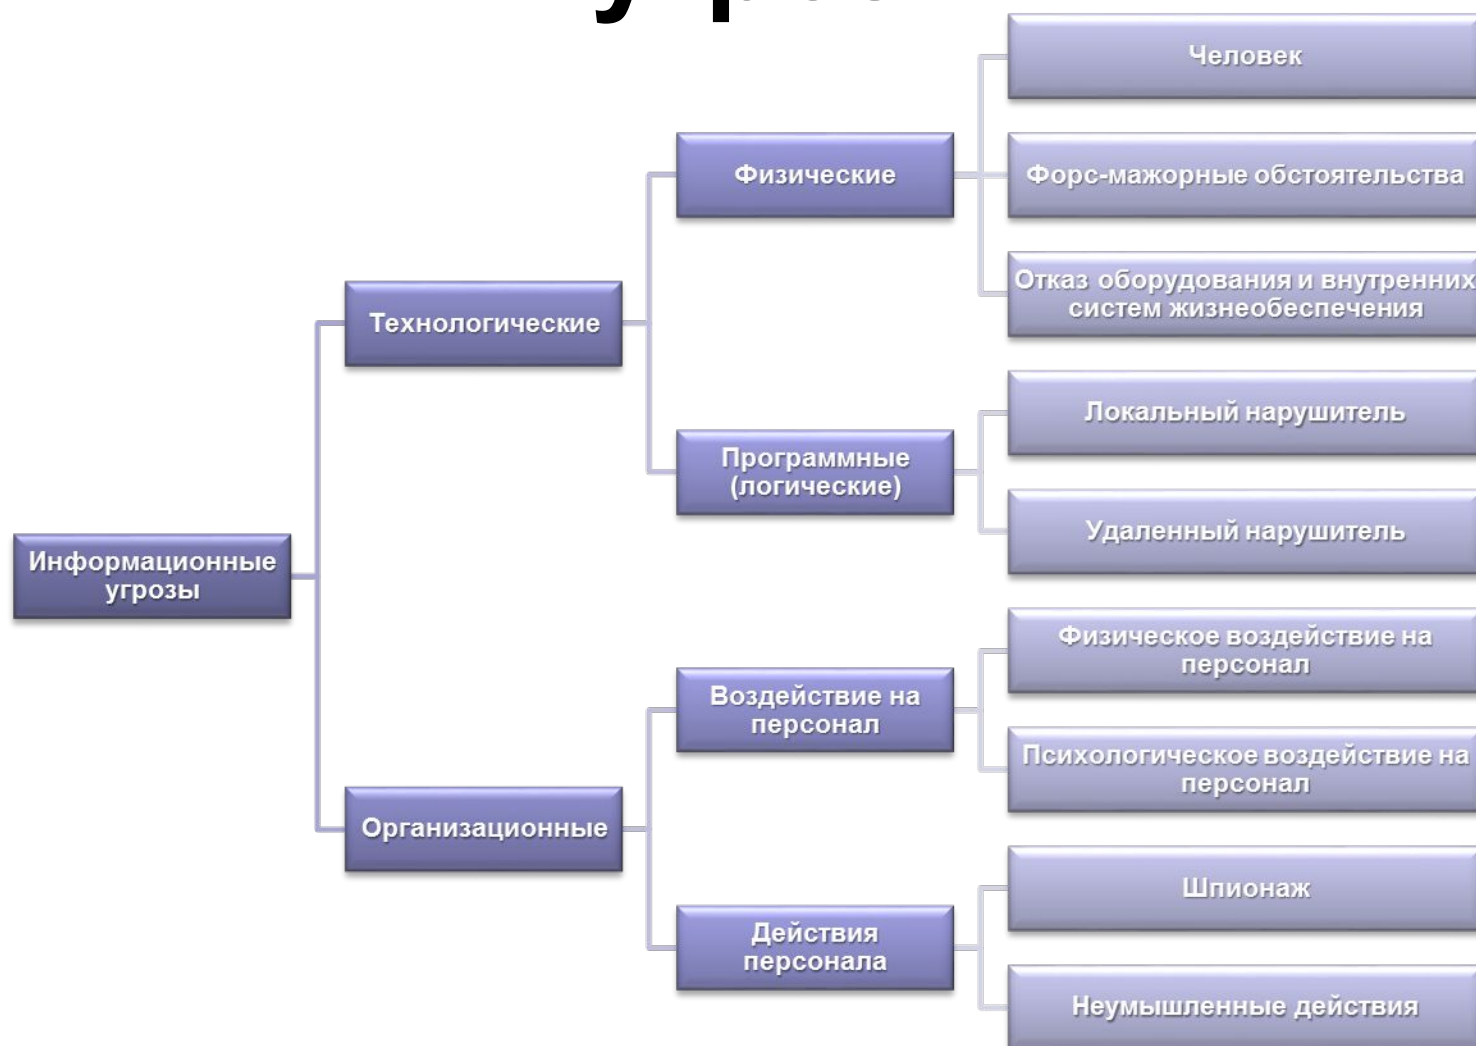 Человек
Физические
Форс-мажорные обстоятельства
Отказ оборудования и внутренних
систем жизнеобеспечения
Технологические
Локальный нарушитель
Программные
(логические)
Удаленный нарушитель
Информационные
угрозы
Физическое воздействие на
персонал
Воздействие на
персонал
Психологическое воздействие на
персонал
Организационные
Шпионаж
Действия
персонала
Неумышленные действия